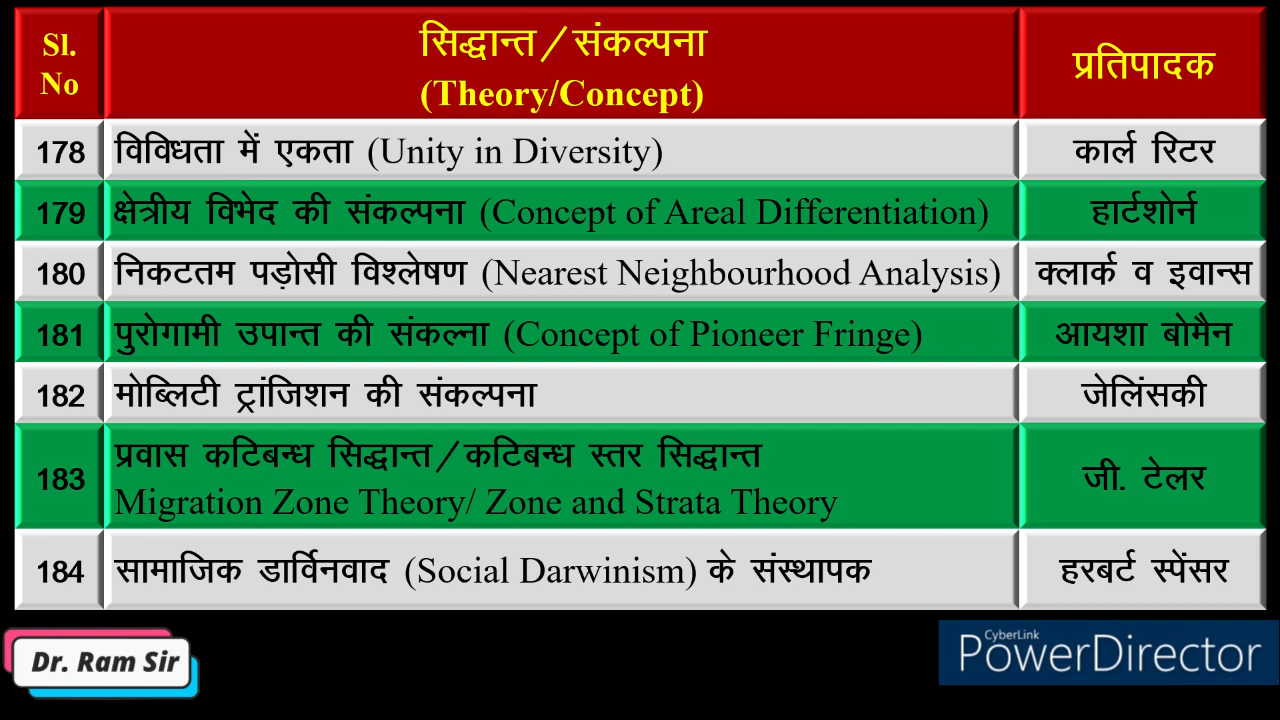 Sl. No सिद्धान्त/संकल्पना (Theory/Concept) प्रतिपादक
178 विविधता में एकता (Unity in Diversity) कार्ल रिटर
179 क्षेत्रीय विभेद की संकल्पना (Concept of Areal Differentiation) हार्टशोर्न
180 निकटतम पड़ोसी विश्लेषण (Nearest Neighbourhood Analysis) क्लार्क व इवान्स
181 पुरोगामी उपान्त की संकल्ना (Concept of Pioneer Fringe) आयशा बोमैन
182 मोब्लिटी ट्रांजिशन की संकल्पना जेलिंसकी
183 प्रवास कटिबन्ध सिद्धान्त/कटिबन्ध स्तर सिद्धान्त
Migration Zone Theory/ Zone and Strata Theory जी. टेलर
184 सामाजिक डार्विनवाद (Social Darwinism) के संस्थापक हरबर्ट स्पेंसर
Dr. Ram Sir
CyberLink
PowerDirector